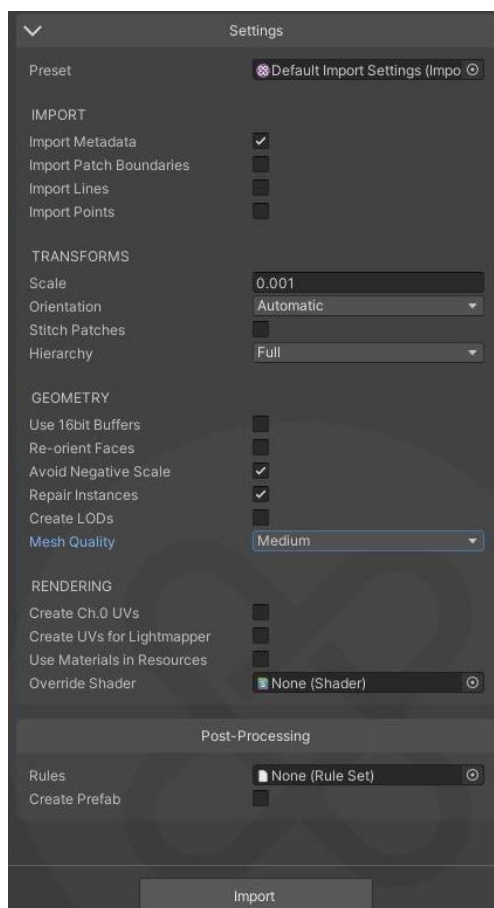 Settings
Preset Default Import Settings (Impo
IMPORT
Import Metadata
Import Patch Boundaries
Import Lines
Import Points
TRANSFORMS
Scale 0.001
Orientation Automatic
Stitch Patches
Hierarchy Full
GEOMETRY
Use 16bit Buffers
Re-orient Faces
Avoid Negative Scale
Repair Instances
Create LODs
Mesh Quality Medium
RENDERING
Create Ch.0 UVs
Create UVs for Lightmapper
Use Materials in Resources
Override Shader None (Shader)
Post-Processing
Rules None (Rule Set)
Create Prefab
Import